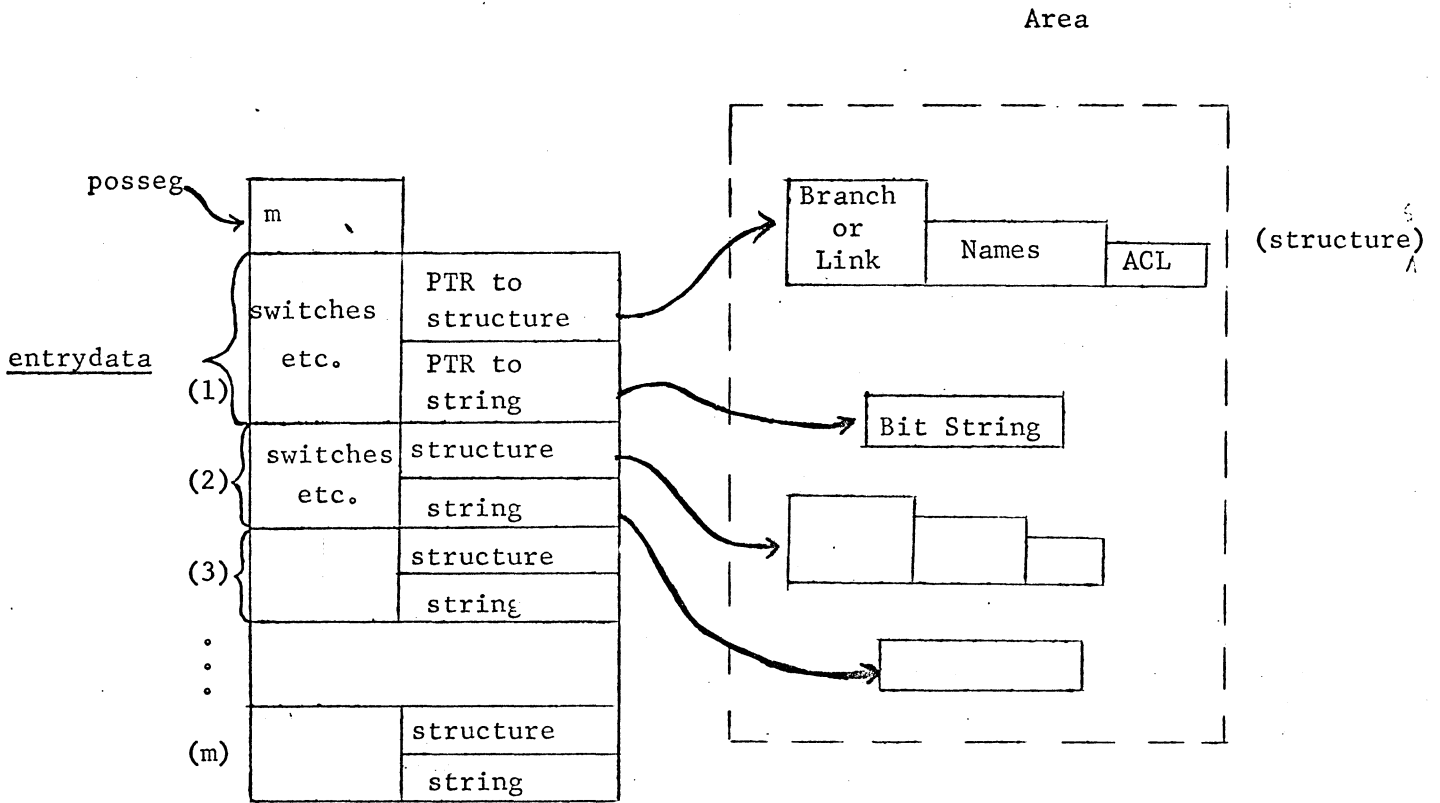 Area
posseg
m
Branch
or
Link
Names
ACL
(structure)
s
entrydata
(1)
switches
etc.
PTR to
structure
PTR to
string
Bit String
(2)
switches
etc.
structure
string
(3)
structure
string
(m)
structure
string